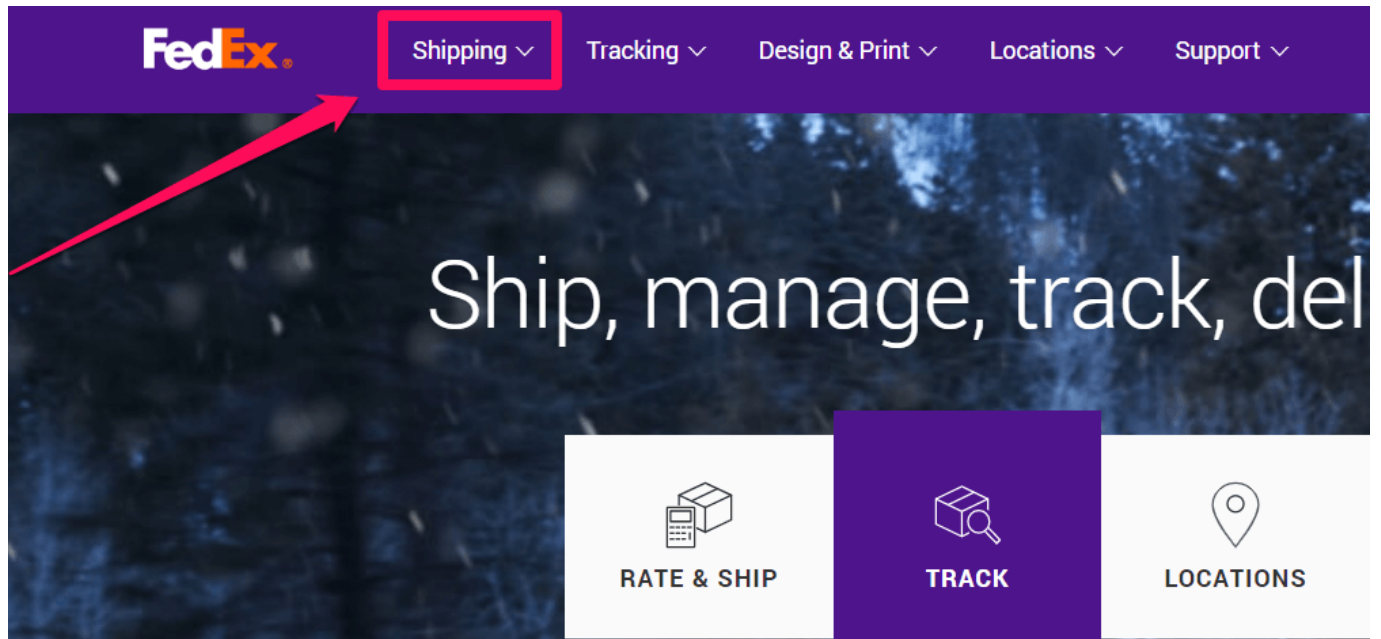 FedEx® Shipping Tracking Design & Print Locations Support
Ship, manage, track, del
RATE & SHIP TRACK LOCATIONS